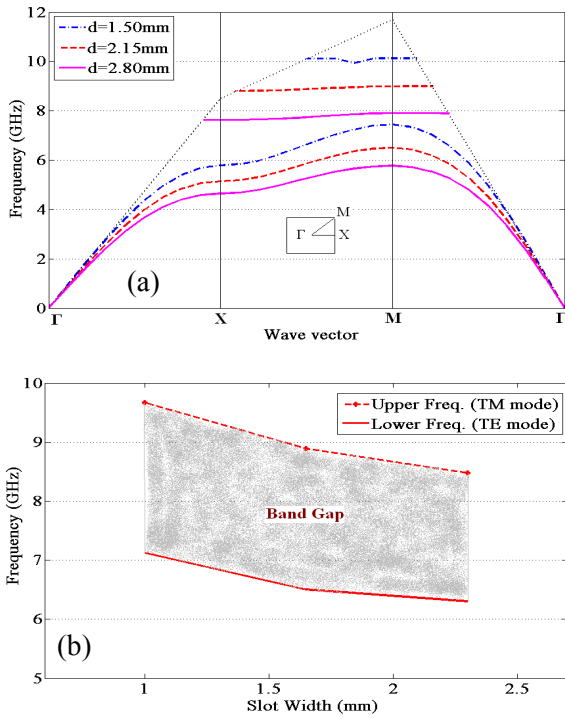 d=1.50mm
d=2.15mm
d=2.80mm
12
10
8
6
4
2
0
Frequency (GHz)
M
Γ
X
(a)
Γ
X
M
Γ
Wave vector
10
9
8
7
6
5
Frequency (GHz)
Upper Freq. (TM mode)
Lower Freq. (TE mode)
Band Gap
(b)
1
1.5
2
2.5
Slot Width (mm)